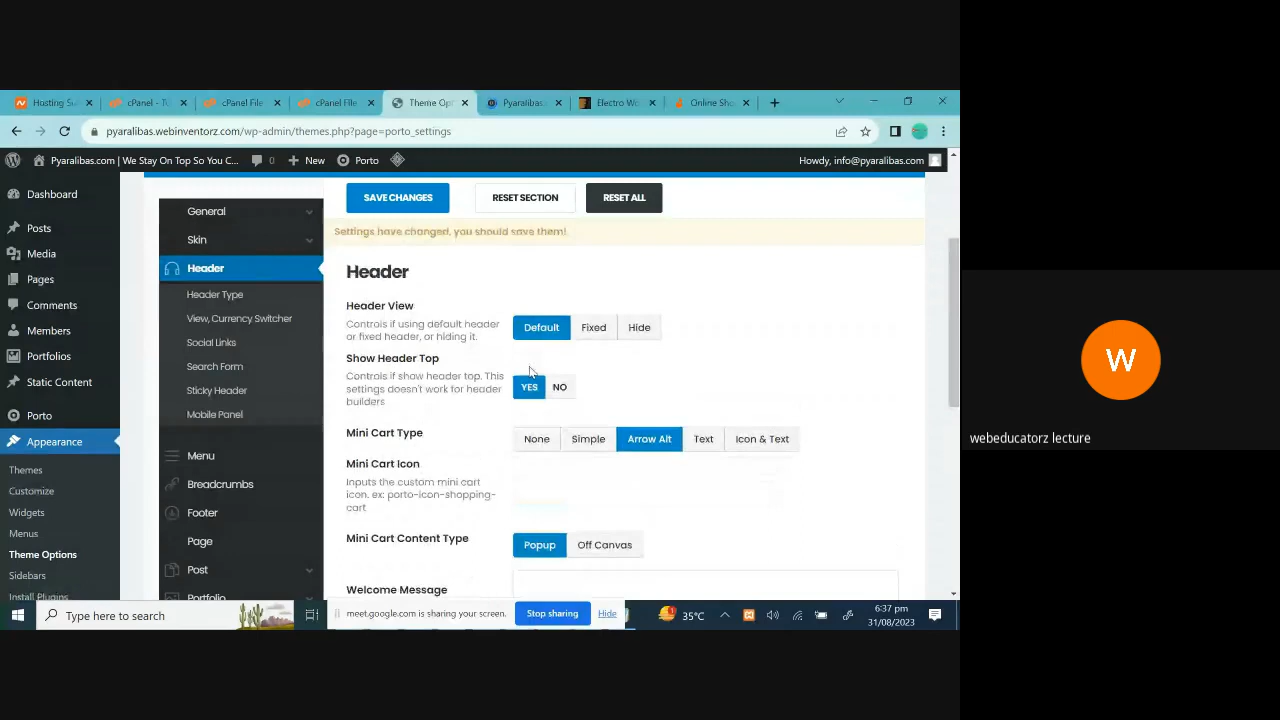 Hosting Su
cPanel - T
cPanel File
cPanel File
Theme Opt
Pyaralibas.
Efectro Wi
Online Sho
pyaralibas.webinventorz.com/wp-admin/themes.php?page=porto_settings
Pyaralibas.com | We Stay On Top So You C...
0
New
Porto
Howdy, info@pyaralibas.com
Dashboard
Posts
Media
Pages
Comments
Members
Portfolios
Static Content
Porto
Appearance
Themes
Customize
Widgets
Menus
Theme Options
Sidebars
Install Plugins
General
Skin
Header
Header Type
View, Currency Switcher
Social Links
Search Form
Sticky Header
Mobile Panel
Menu
Breadcrumbs
Footer
Page
Post
Portfolio
SAVE CHANGES
RESET SECTION
RESET ALL
Settings have changed, you should save them!
Header
Header View
Controls if using default header
or fixed header, or hiding it.
Default
Fixed
Hide
Show Header Top
Controls if show header top. This
settings doesn't work for header
builders
YES
NO
Mini Cart Type
None
Simple
Arrow Alt
Text
Icon & Text
Mini Cart Icon
Inputs the custom mini cart
icon. ex: porto-icon-shopping-
cart
Mini Cart Content Type
Popup
Off Canvas
Welcome Message
Type here to search
meet.google.com is sharing your screen.
Stop sharing
Hide
1
35°C
6:37 pm
31/08/2023
W
webeducatorz lecture